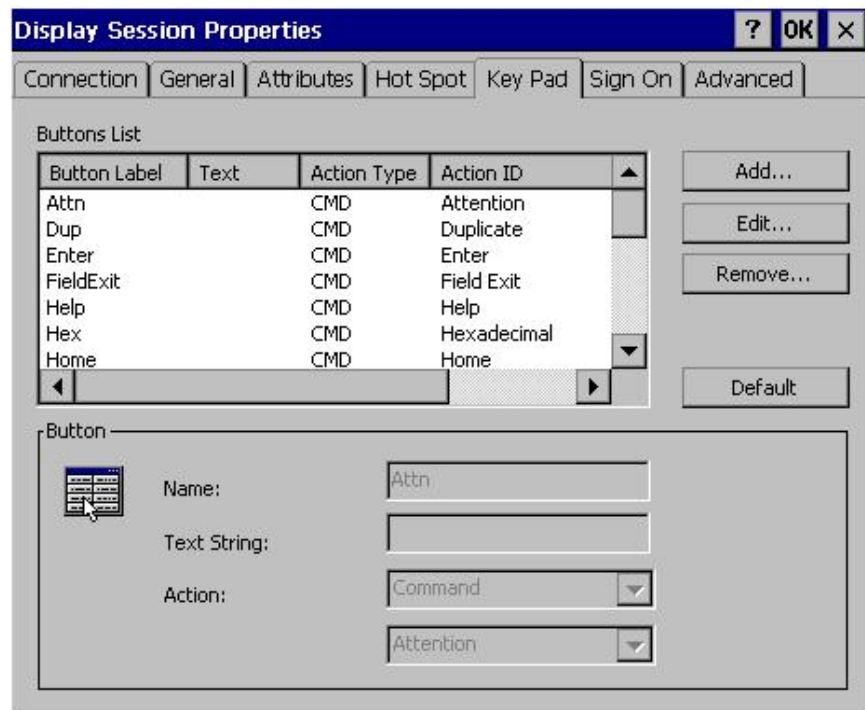 Display Session Properties ? OK ×
Connection General Attributes Hot Spot Key Pad Sign On Advanced
Buttons List
Button Label Text Action Type Action ID
Attn CMD Attention
Dup CMD Duplicate
Enter CMD Enter
FieldExit CMD Field Exit
Help CMD Help
Hex CMD Hexadecimal
Home CMD Home
Add...
Edit...
Remove...
Default
Button
Name: Attn
Text String:
Action: Command
Attention